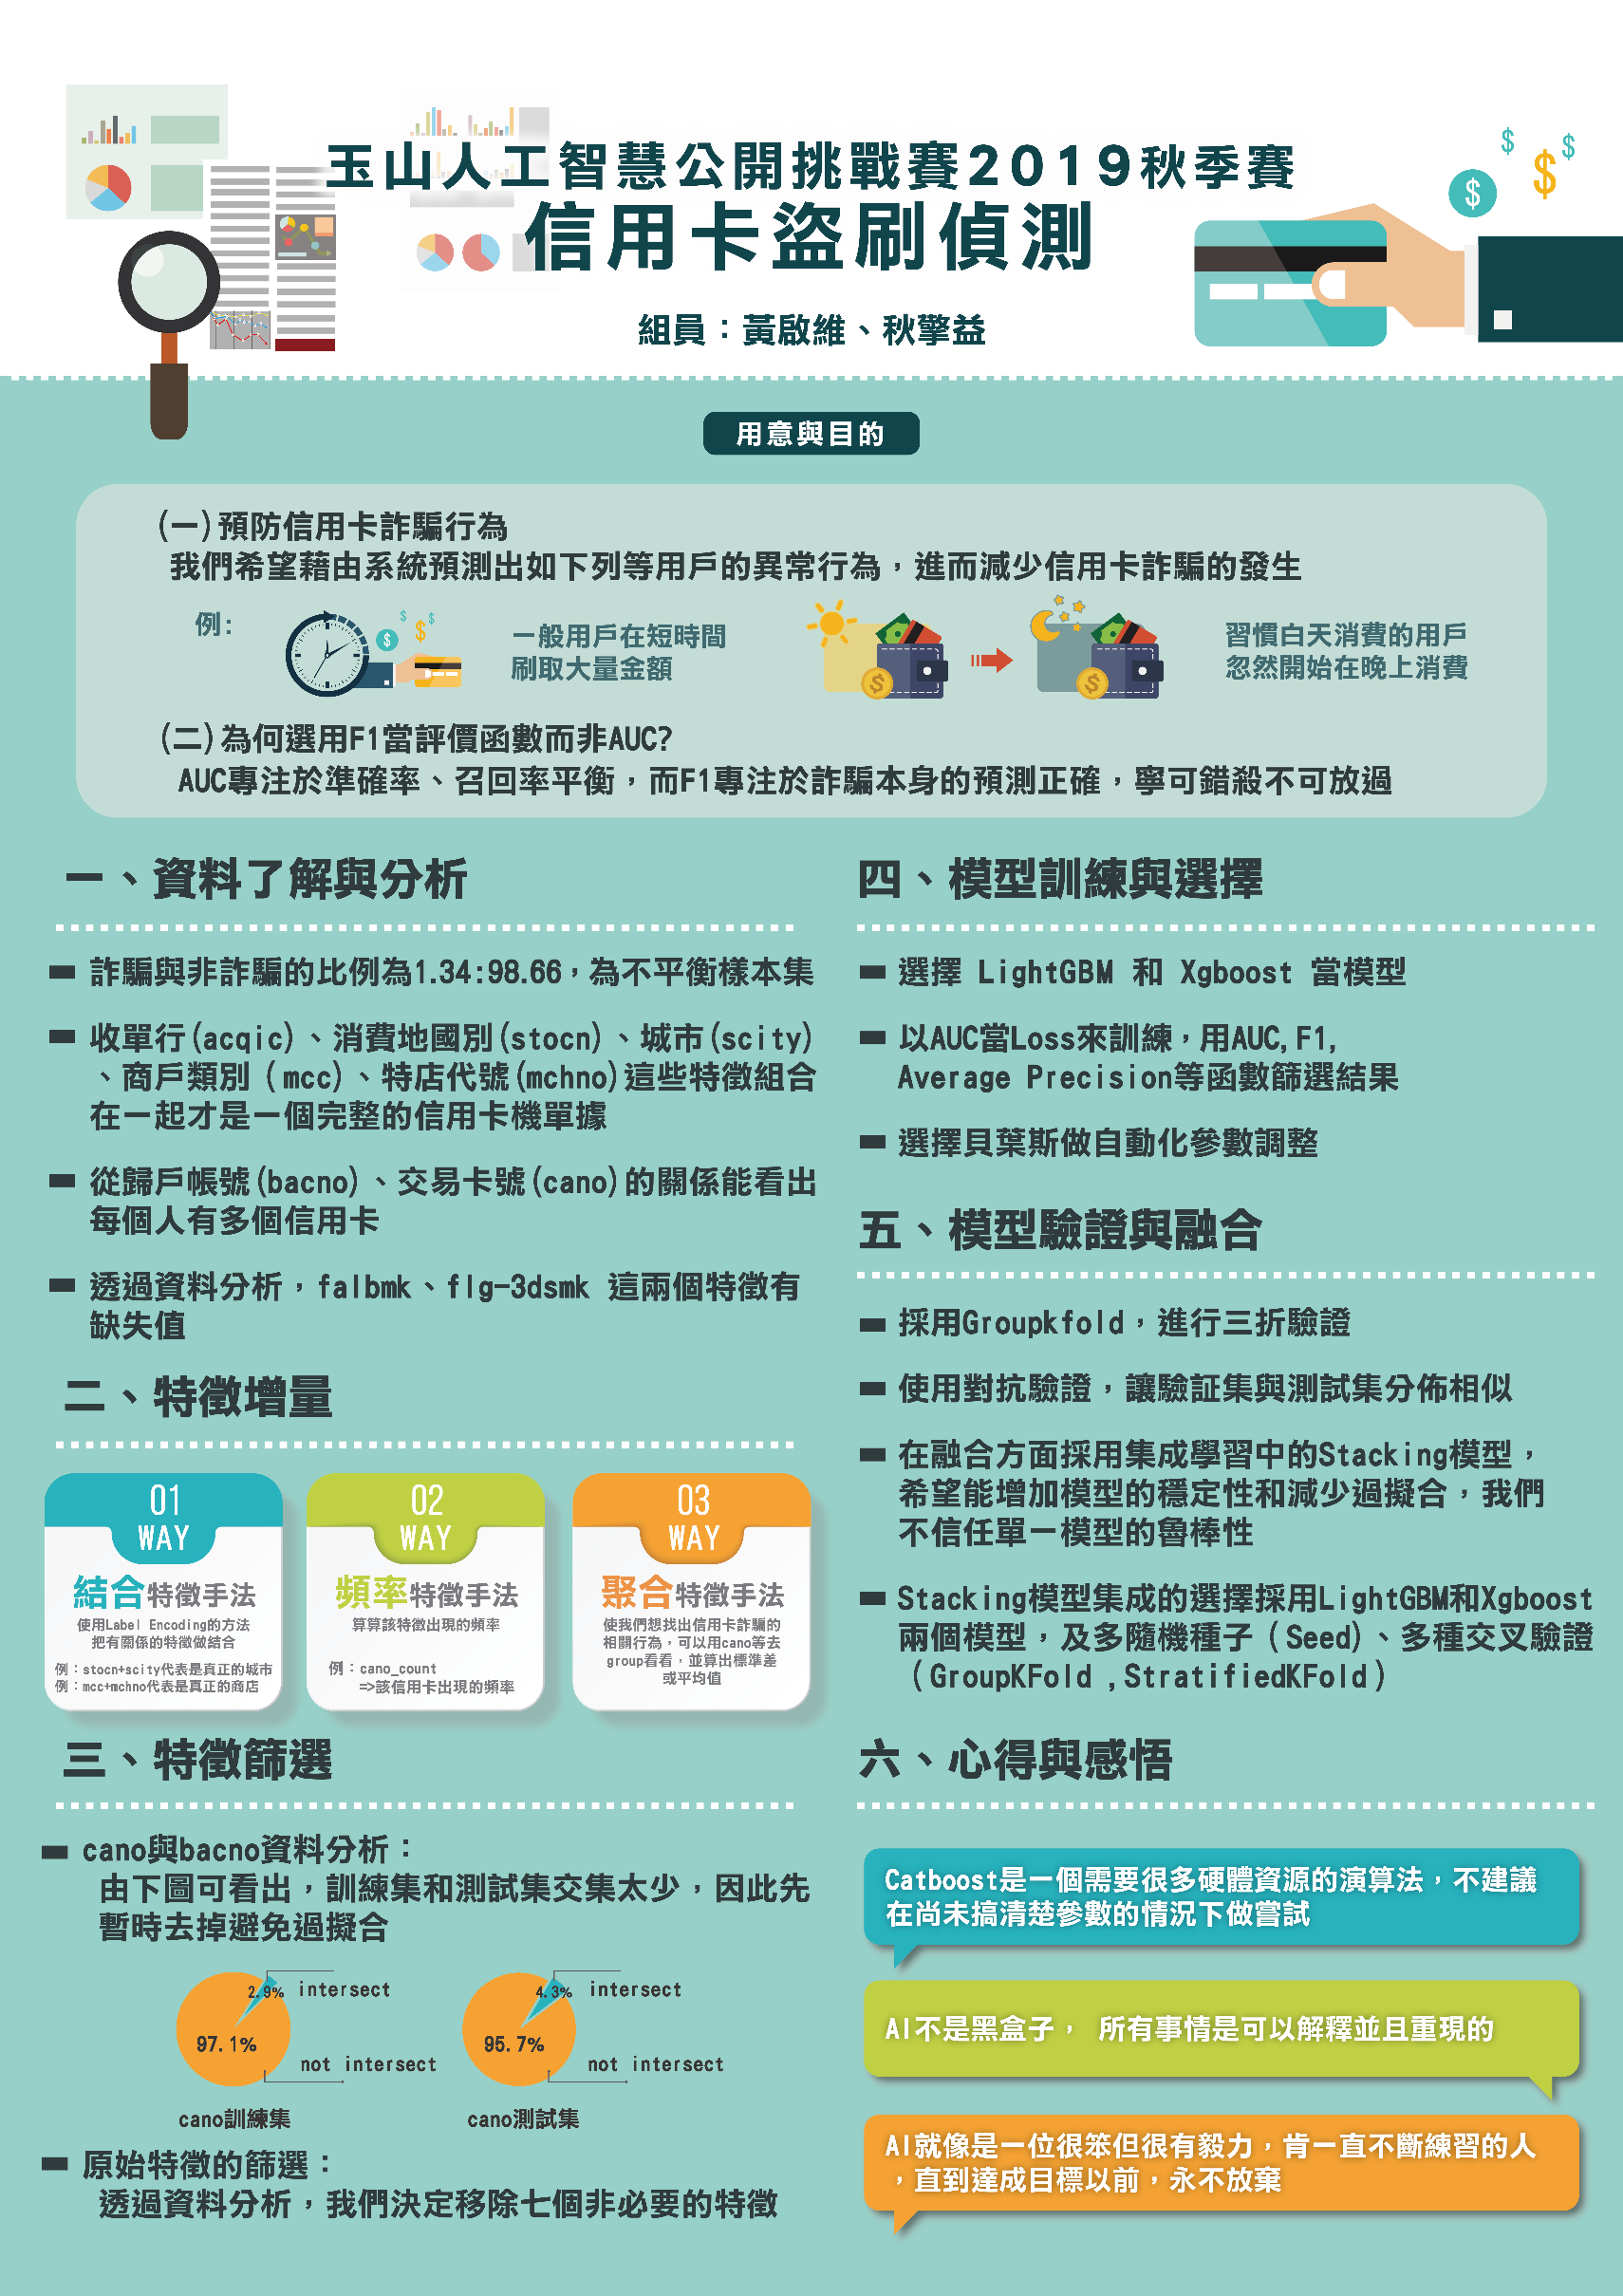 玉山人工智慧公開挑戰賽2019秋季賽
信用卡盜刷偵測
組員：黃啟維、秋擎益
用意與目的
(一)預防信用卡詐騙行為
我們希望藉由系統預測出如下列等用戶的異常行為，進而減少信用卡詐騙的發生
例:
一般用戶在短時間
刷取大量金額
習慣白天消費的用戶
忽然開始在晚上消費
(二)為何選用F1當評價函數而非AUC?
AUC專注於準確率、召回率平衡，而F1專注於詐騙本身的預測正確，寧可錯殺不可放過
一、資料了解與分析
詐騙與非詐騙的比例為1.34:98.66，為不平衡樣本集
收單行(acqic)、消費地國別(stocn)、城市(scity)
、商戶類別（mcc)、特店代號(mchno)這些特徵組合
在一起才是一個完整的信用卡機單據
從歸戶帳號(bacno)、交易卡號(cano)的關係能看出
每個人有多個信用卡
透過資料分析，falbmk、flg-3dsmk 這兩個特徵有
缺失值
二、特徵增量
01
WAY
結合特徵手法
使用Label Encoding的方法
把有關係的特徵做結合
例：stocn+scity代表是真正的城市
例：mcc+mchno代表是真正的商店
02
WAY
頻率特徵手法
算算該特徵出現的頻率
例：cano_count
=>該信用卡出現的頻率
03
WAY
聚合特徵手法
使我們想找出信用卡詐騙的
相關行為，可以用cano等去
group看看，並算出標準差
或平均值
三、特徵篩選
cano與bacno資料分析：
由下圖可看出，訓練集和測試集交集太少，因此先
暫時去掉避免過擬合
2.9% intersect
97.1%
not intersect
cano訓練集
4.3% intersect
95.7%
not intersect
cano測試集
原始特徵的篩選：
透過資料分析，我們決定移除七個非必要的特徵
四、模型訓練與選擇
選擇 LightGBM 和 Xgboost 當模型
以AUC當Loss來訓練，用AUC,F1,
Average Precision等函數篩選結果
選擇貝葉斯做自動化參數調整
五、模型驗證與融合
採用Groupkfold，進行三折驗證
使用對抗驗證，讓驗証集與測試集分佈相似
在融合方面採用集成學習中的Stacking模型，
希望能增加模型的穩定性和減少過擬合，我們
不信任單一模型的魯棒性
Stacking模型集成的選擇採用LightGBM和Xgboost
兩個模型，及多隨機種子（Seed)、多種交叉驗證
（GroupKFold ,StratifiedKFold）
六、心得與感悟
Catboost是一個需要很多硬體資源的演算法，不建議
在尚未搞清楚參數的情況下做嘗試
AI不是黑盒子， 所有事情是可以解釋並且重現的
AI就像是一位很笨但很有毅力，肯一直不斷練習的人
，直到達成目標以前，永不放棄